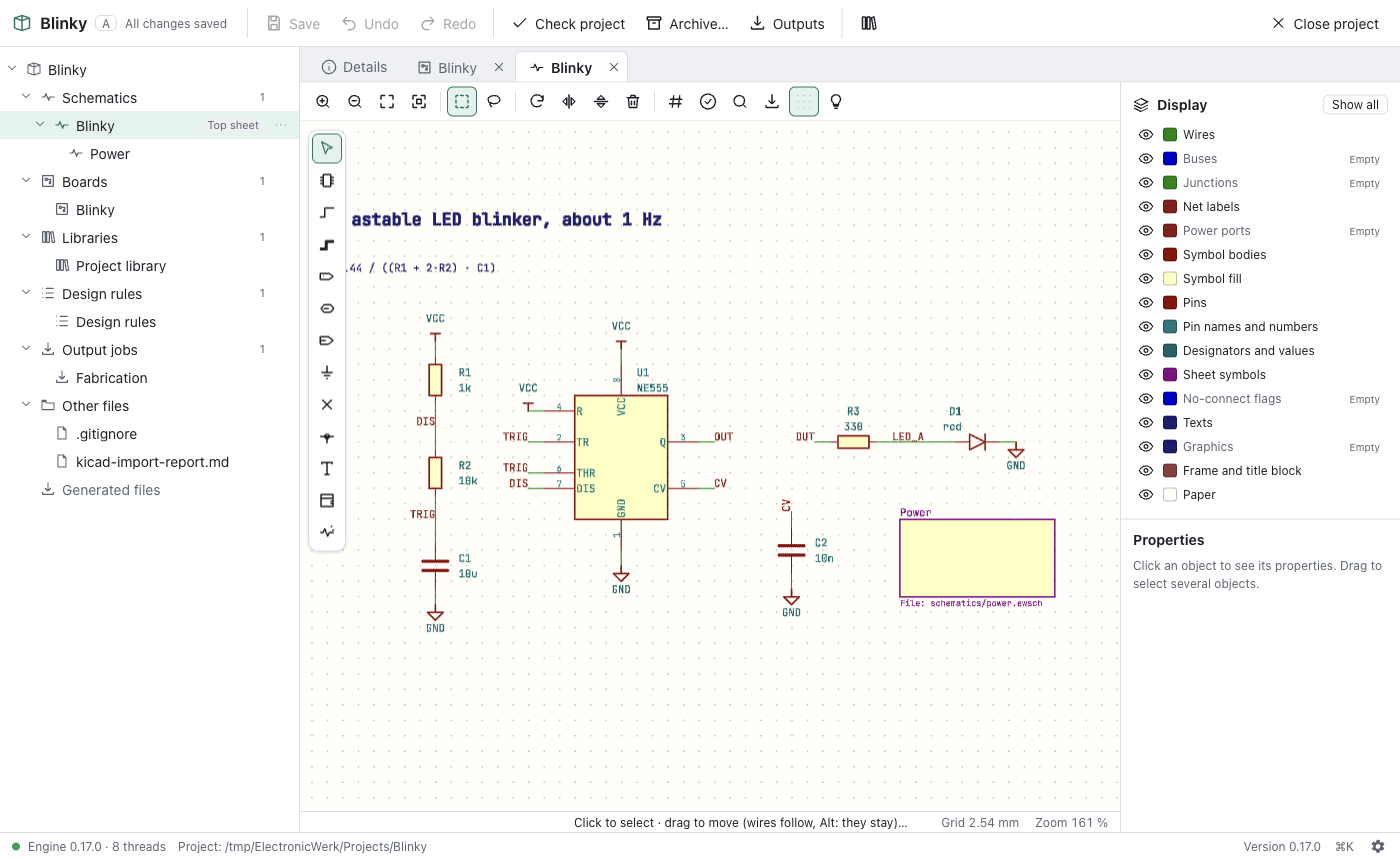 Blinky A All changes saved Save Undo Redo Check project Archive... Outputs Close project
Blinky
Schematics 1
Blinky Top sheet ...
Power
Boards 1
Blinky
Libraries 1
Project library
Design rules 1
Design rules
Output jobs 1
Fabrication
Other files
.gitignore
kicad-import-report.md
Generated files
Details Blinky Blinky
astable LED blinker, about 1 Hz
.44 / ((R1 + 2·R2) · C1)
VCC
R1
1k
DIS
R2
10k
TRIG
C1
10u
GND
VCC
U1
NE555
VCC
8
VCC
4 R
TRIG 2 TR
TRIG 6 THR
DIS 7 DIS
Q 3 OUT
CV 5 CV
GND
1
GND
OUT
R3
330
LED_A
D1
red
GND
CV
C2
10n
GND
Power
File: schematics/power.ewsch
Display Show all
Wires
Buses Empty
Junctions Empty
Net labels
Power ports Empty
Symbol bodies
Symbol fill
Pins
Pin names and numbers
Designators and values
Sheet symbols
No-connect flags Empty
Texts
Graphics Empty
Frame and title block
Paper
Properties
Click an object to see its properties. Drag to
select several objects.
Click to select · drag to move (wires follow, Alt: they stay)... Grid 2.54 mm Zoom 161 %
Engine 0.17.0 · 8 threads Project: /tmp/ElectronicWerk/Projects/Blinky Version 0.17.0 ⌘K